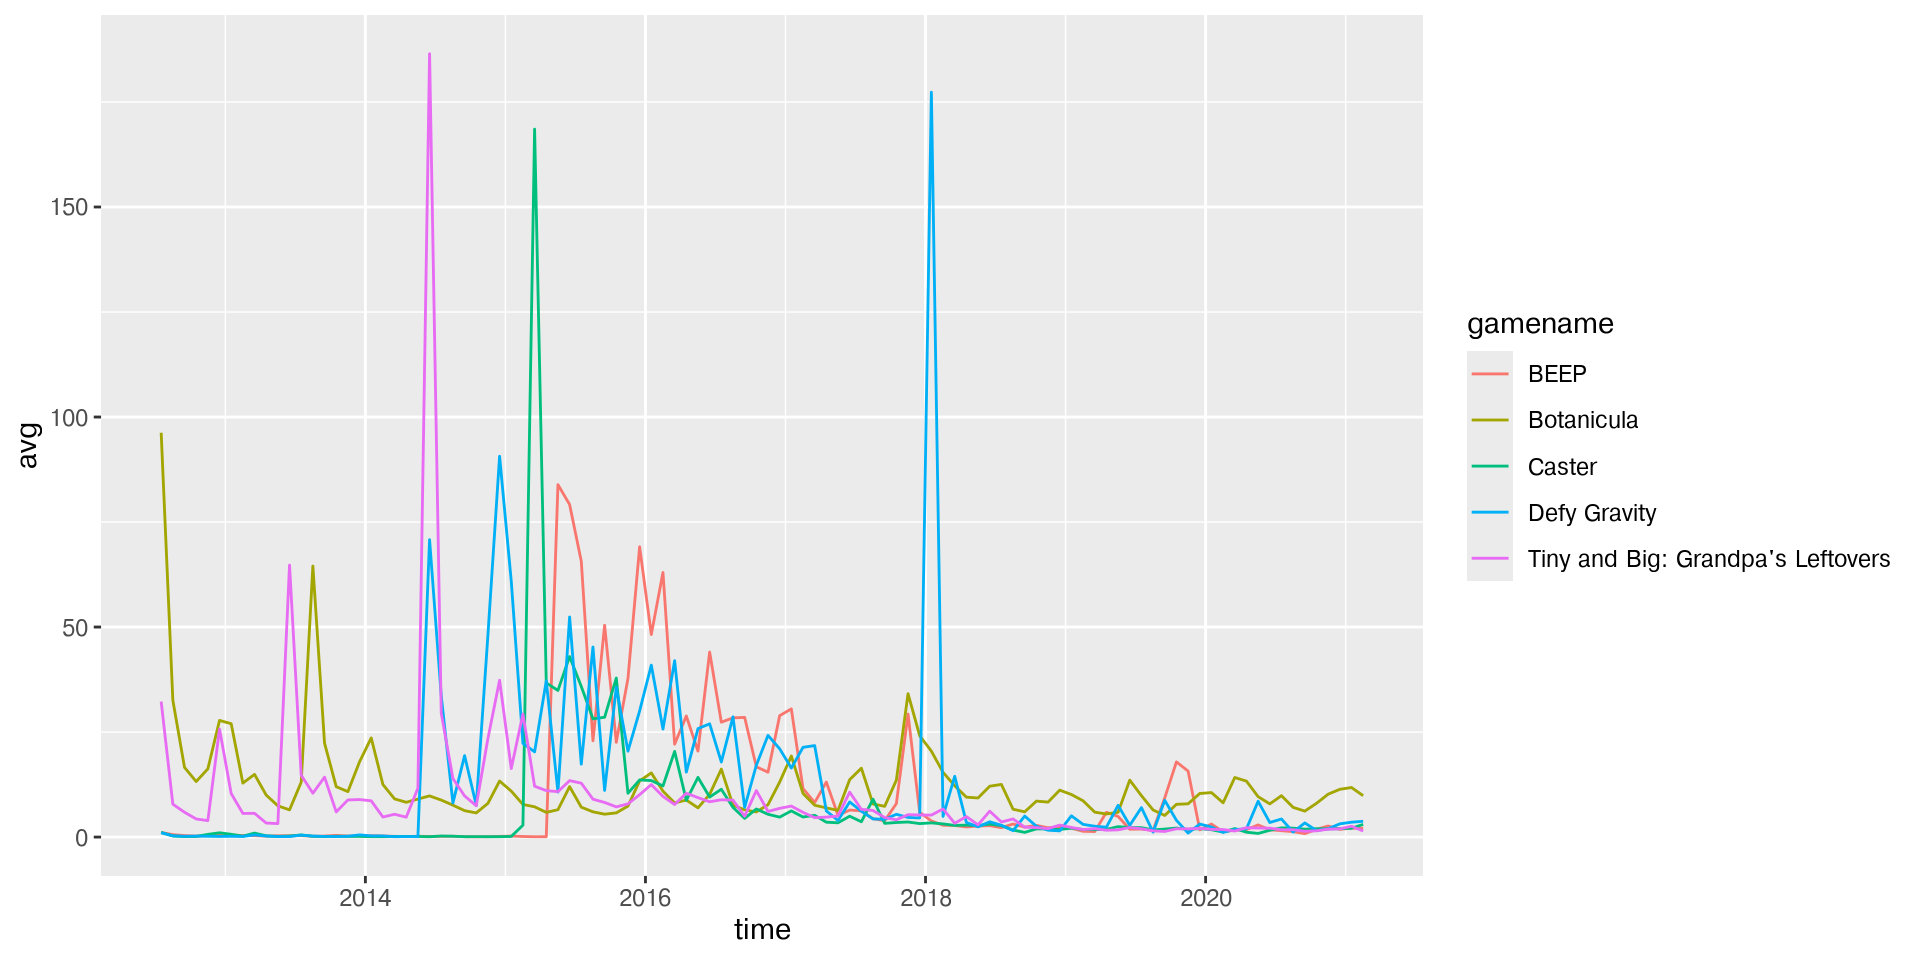 150
100
50
0
avg
2014
2016
2018
2020
time
gamename
BEEP
Botanicula
Caster
Defy Gravity
Tiny and Big: Grandpa's Leftovers